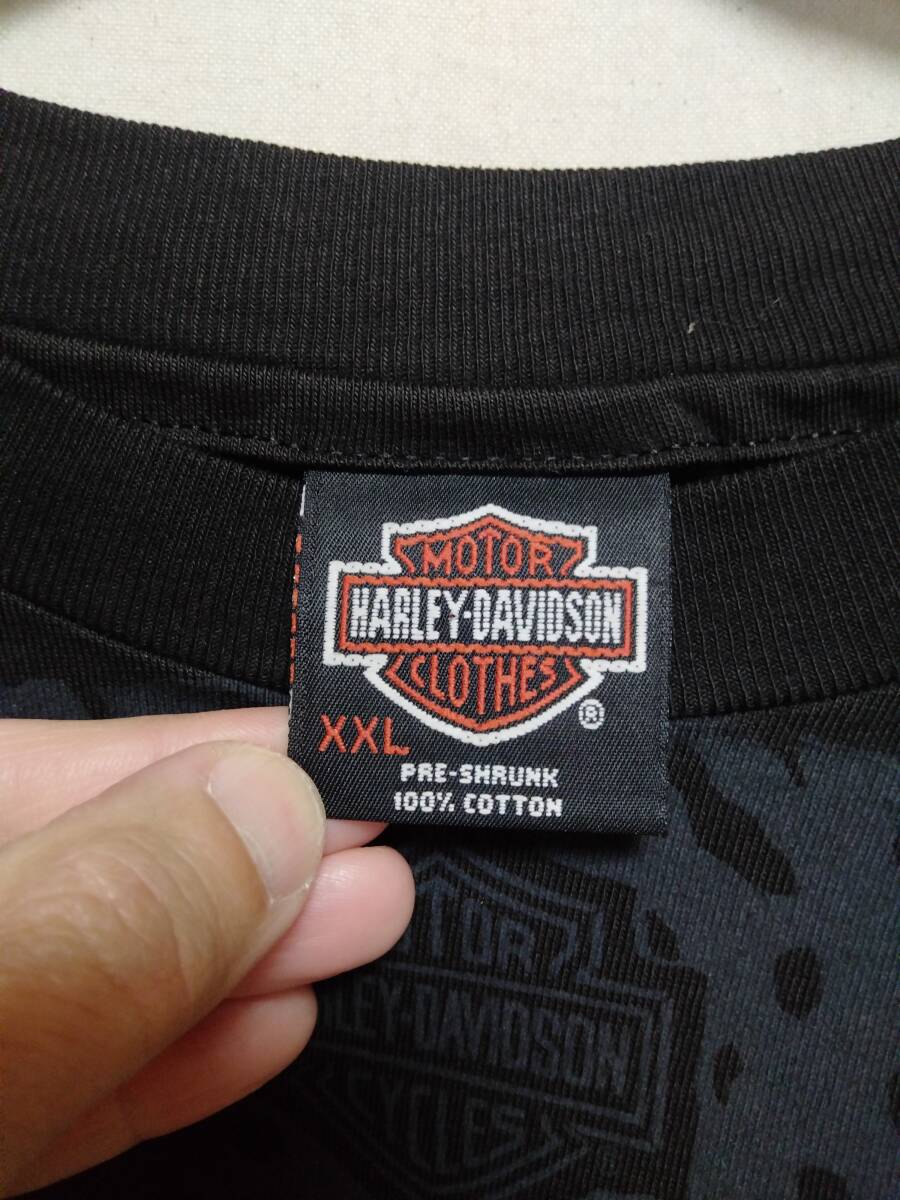 MOTOR
HARLEY-DAVIDSON
CLOTHES
®
XXL
PRE-SHRUNK
100% COTTON